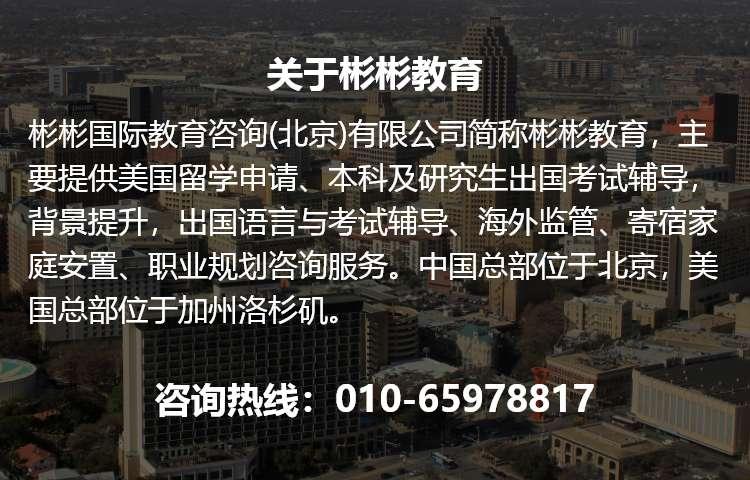 关于彬彬教育
彬彬国际教育咨询(北京)有限公司简称彬彬教育，主
要提供美国留学申请、本科及研究生出国考试辅导，
背景提升，出国语言与考试辅导、海外监管、寄宿家
庭安置、职业规划咨询服务。中国总部位于北京，美
国总部位于加州洛杉矶。
咨询热线：010-65978817